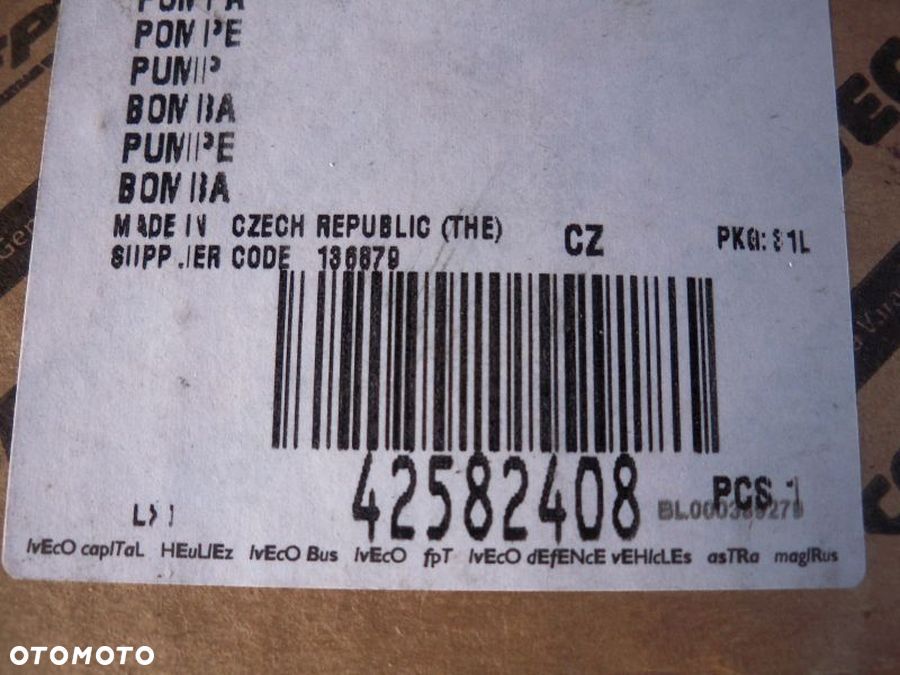 POMPA
POMPE
PUMP
BOMBA
PUMPE
BOMBA
MADE IN CZECH REPUBLIC (THE)
CZ
SUPPLIER CODE 136879
42582408
PCS 1
IvEcO capITaL HEuLIEz IvEcO Bus IvEcO fpT IvEcO dEfENcE vEHIcLEs asTRa magIRus
OTOMOTO